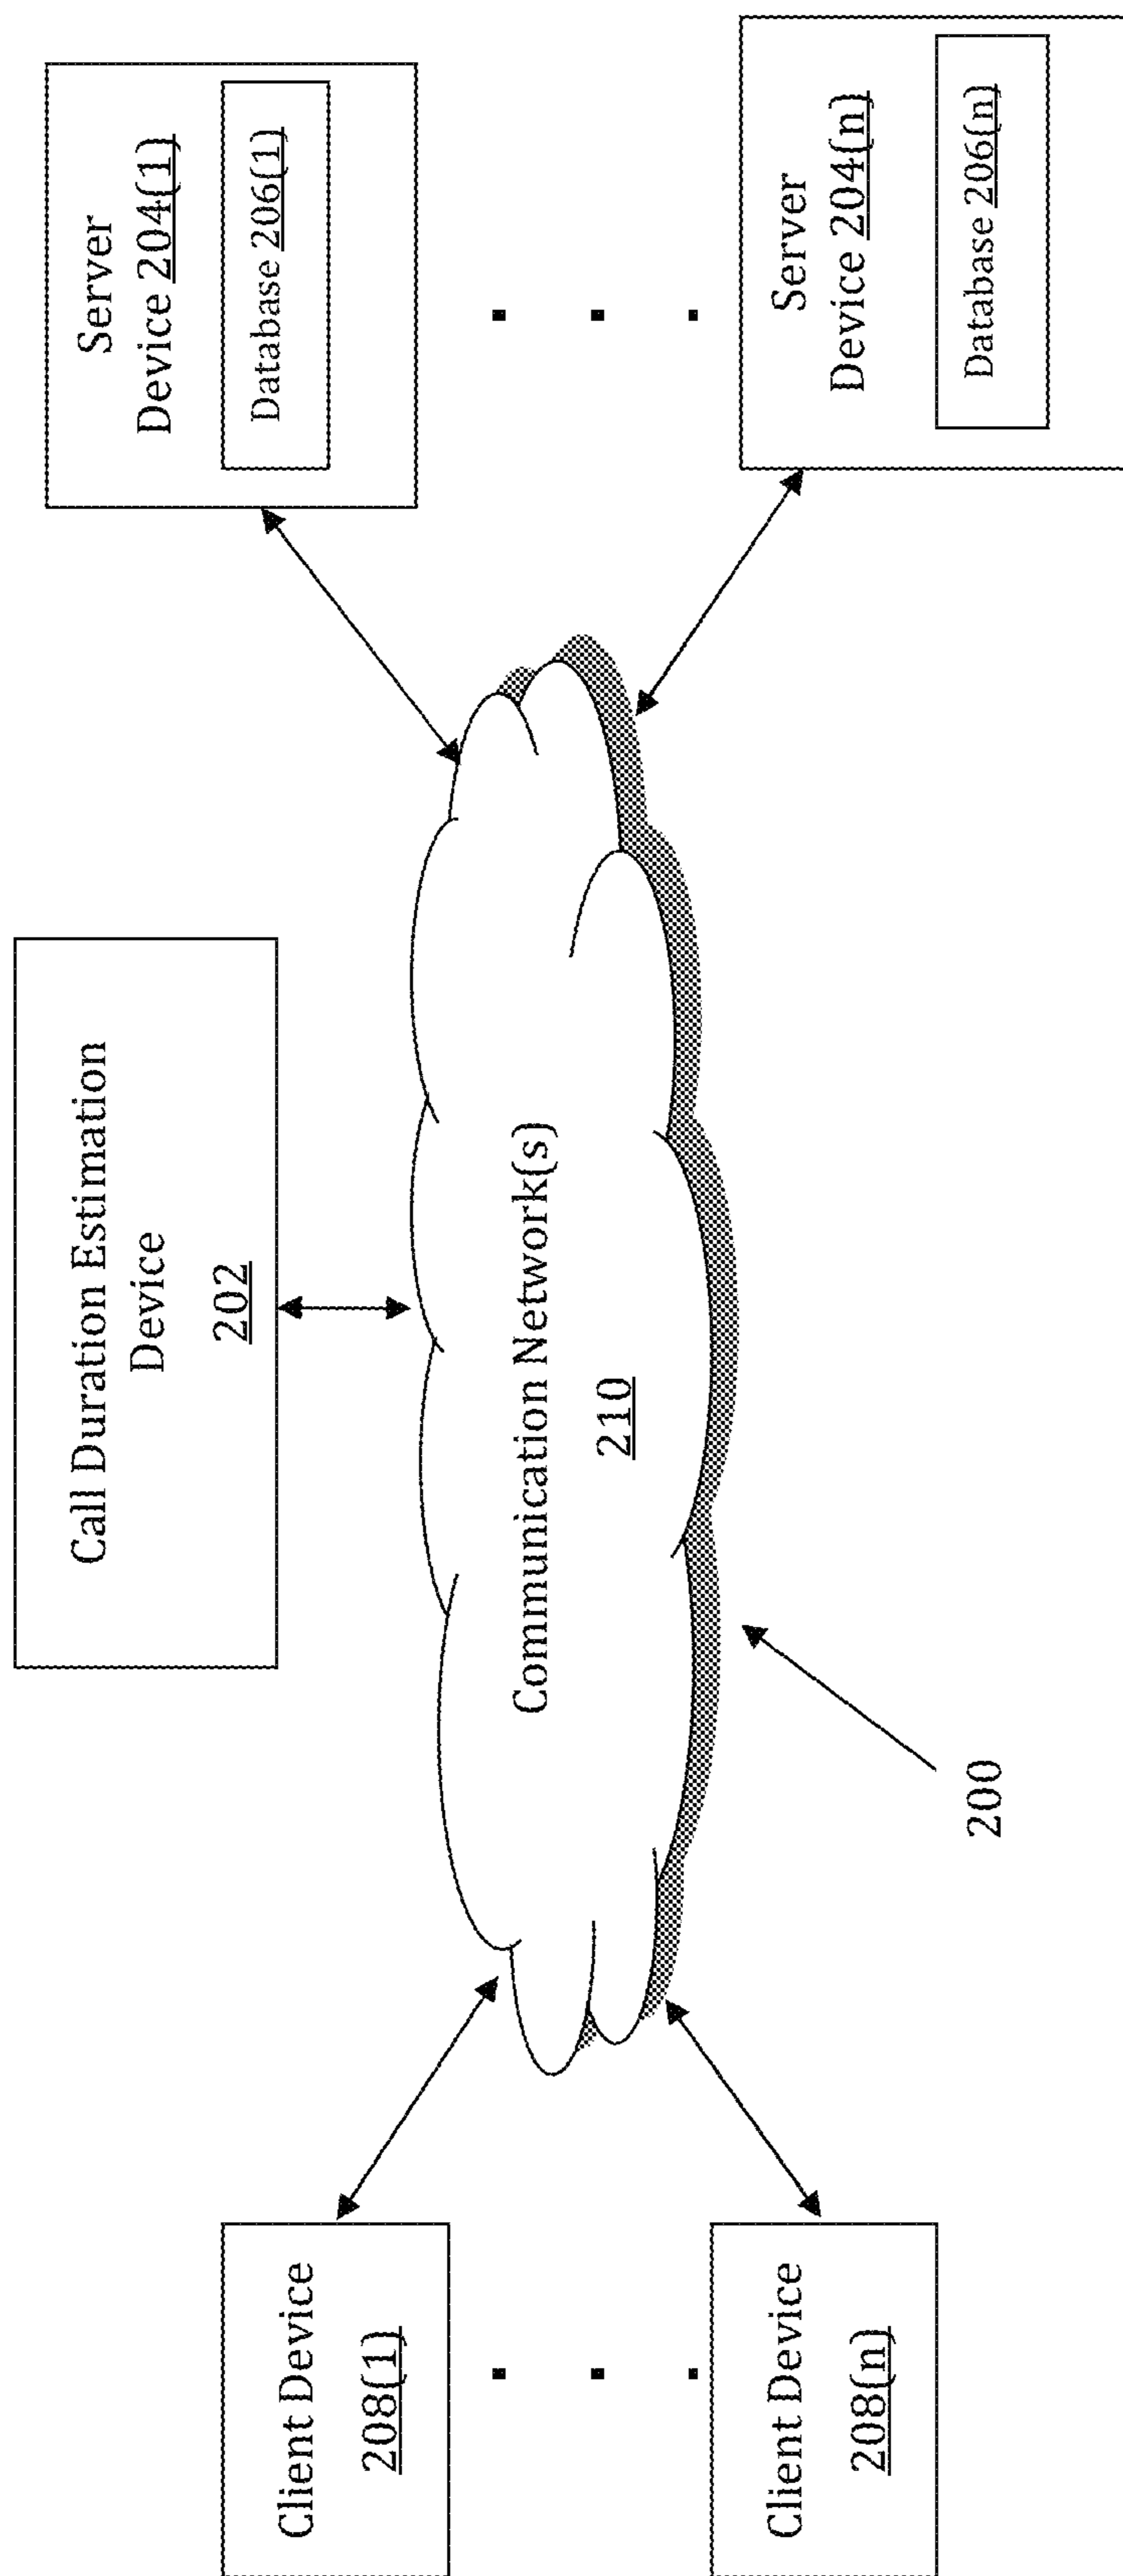 Call Duration Estimation
Device
202
Client Device
208(1)
Client Device
208(n)
Communication Network(s)
210
Server
Device 204(1)
Database 206(1)
Server
Device 204(n)
Database 206(n)
200